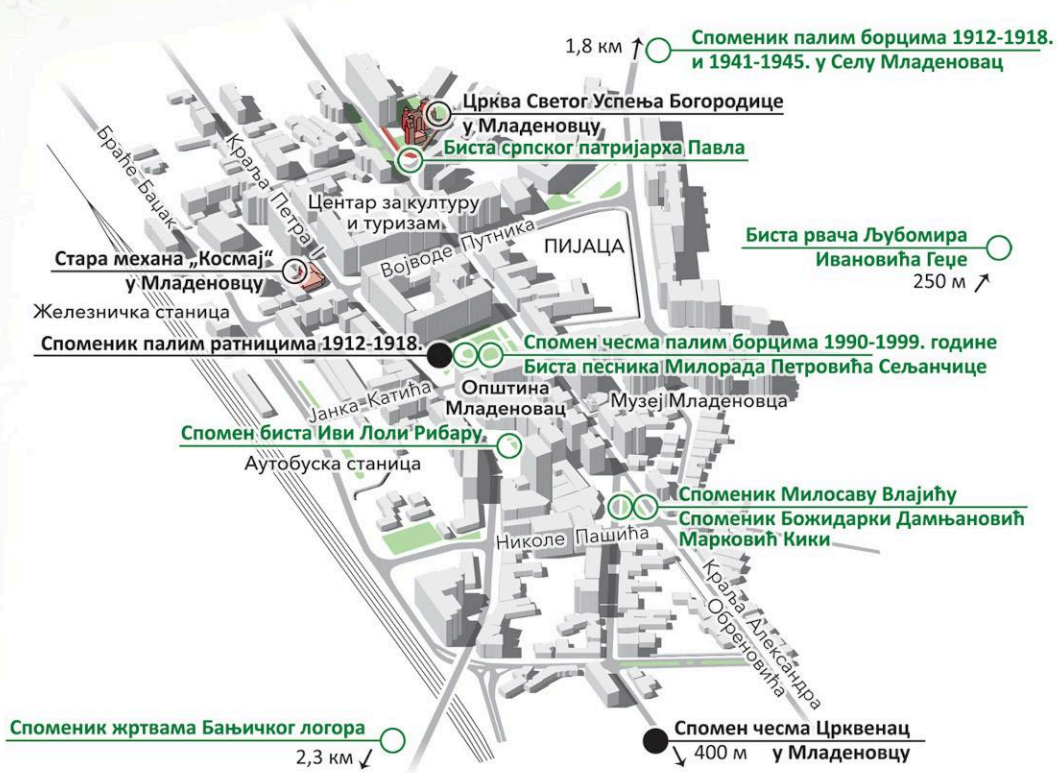 1,8 км
Споменик палим борцима 1912-1918.
и 1941-1945. у Селу Младеновац
Црква Светог Успења Богородице
у Младеновцу
Биста српског патријарха Павла
Браће Баџак
Краља Петра I
Центар за културу
и туризам
Војводе Путника
ПИЈАЦА
Биста рвача Љубомира
Ивановића Геџе
250 м
Стара механа „Космај“
у Младеновцу
Железничка станица
Споменик палим ратницима 1912-1918.
Спомен чесма палим борцима 1990-1999. године
Биста песника Милорада Петровића Сељанчице
Јанка Катића
Општина
Младеновац
Музеј Младеновца
Спомен биста Иви Лоли Рибару
Аутобуска станица
Споменик Милосаву Влајићу
Споменик Божидарки Дамњановић
Марковић Кики
Николе Пашића
Краља Александра
Обреновића
Споменик жртвама Бањичког логора
2,3 км
Спомен чесма Црквенац
у Младеновцу
400 м